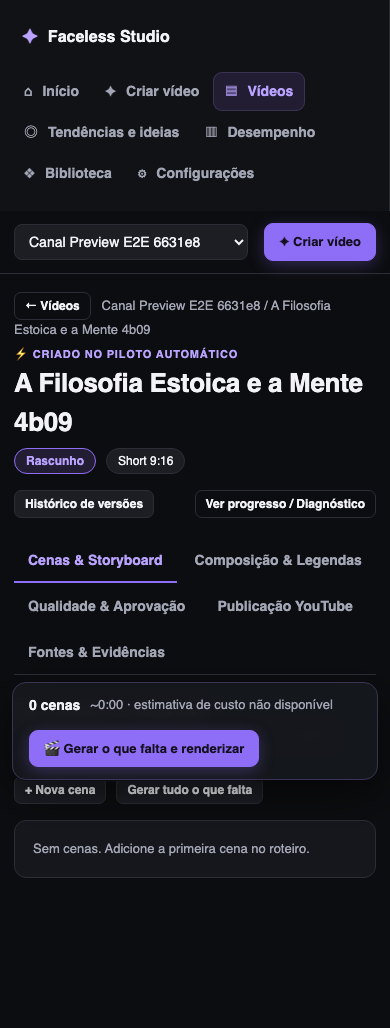 ✦ Faceless Studio
⌂ Início ✦ Criar vídeo ▤ Vídeos
◎ Tendências e ideias ▥ Desempenho
❖ Biblioteca ⚙ Configurações
Canal Preview E2E 6631e8 ✦ Criar vídeo
← Vídeos Canal Preview E2E 6631e8 / A Filosofia
Estoica e a Mente 4b09
⚡ CRIADO NO PILOTO AUTOMÁTICO
A Filosofia Estoica e a Mente
4b09
Rascunho Short 9:16
Histórico de versões Ver progresso / Diagnóstico
Cenas & Storyboard Composição & Legendas
Qualidade & Aprovação Publicação YouTube
Fontes & Evidências
0 cenas ~0:00 · estimativa de custo não disponível
🎬 Gerar o que falta e renderizar
+ Nova cena Gerar tudo o que falta
Sem cenas. Adicione a primeira cena no roteiro.